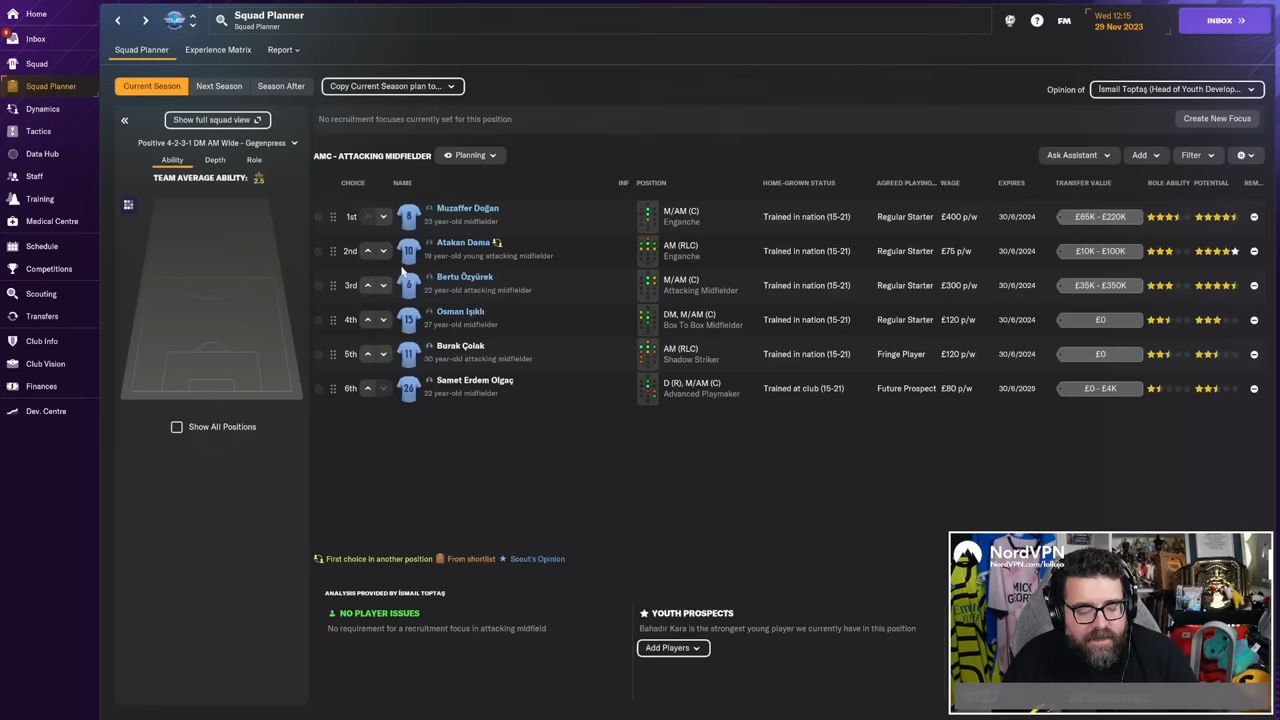 Home
Inbox
6
Squad
Squad Planner
Dynamics
Tactics
Data Hub
Staff
Training
Medical Centre
Schedule
Competitions
Scouting
Transfers
Club Info
Club Vision
Finances
Dev. Centre
Squad Planner
Squad Planner
FM
Wed 12:15
29 Nov 2023
INBOX
Squad Planner Experience Matrix Report
Current Season Next Season Season After Copy Current Season plan to...
Opinion of İsmail Toptaş (Head of Youth Develop...
Show full squad view
Positive 4-2-3-1 DM AM Wide - Gegenpress
Ability Depth Role
TEAM AVERAGE ABILITY: 2.5
Show All Positions
No recruitment focuses currently set for this position
Create New Focus
AMC - ATTACKING MIDFIELDER Planning
Ask Assistant Add Filter
CHOICE NAME INF POSITION HOME-GROWN STATUS AGREED PLAYING... WAGE EXPIRES TRANSFER VALUE ROLE ABILITY POTENTIAL REM...
1st 8 Muzaffer Doğan M/AM (C) Trained in nation (15-21) Regular Starter £400 p/w 30/6/2024 £65K - £220K
23 year-old midfielder Enganche
2nd 10 Atakan Dama AM (RLC) Trained in nation (15-21) Regular Starter £75 p/w 30/6/2024 £10K - £100K
19 year-old young attacking midfielder Enganche
3rd 6 Bertu Özyürek M/AM (C) Trained in nation (15-21) Regular Starter £300 p/w 30/6/2024 £35K - £350K
22 year-old attacking midfielder Attacking Midfielder
4th 15 Osman Işıklı DM, M/AM (C) Trained in nation (15-21) Regular Starter £120 p/w 30/6/2024 £0
27 year-old midfielder Box To Box Midfielder
5th 11 Burak Çolak AM (RLC) Trained in nation (15-21) Fringe Player £120 p/w 30/6/2024 £0
30 year-old attacking midfielder Shadow Striker
6th 26 Samet Erdem Olgaç D (R), M/AM (C) Trained at club (15-21) Future Prospect £80 p/w 30/6/2025 £0 - £4K
22 year-old midfielder Advanced Playmaker
First choice in another position From shortlist Scout's Opinion
ANALYSIS PROVIDED BY İSMAIL TOPTAŞ
NO PLAYER ISSUES
No requirement for a recruitment focus in attacking midfield
YOUTH PROSPECTS
Bahadır Kara is the strongest young player we currently have in this position
Add Players
NordVPN
NordVPN.com/lollujo